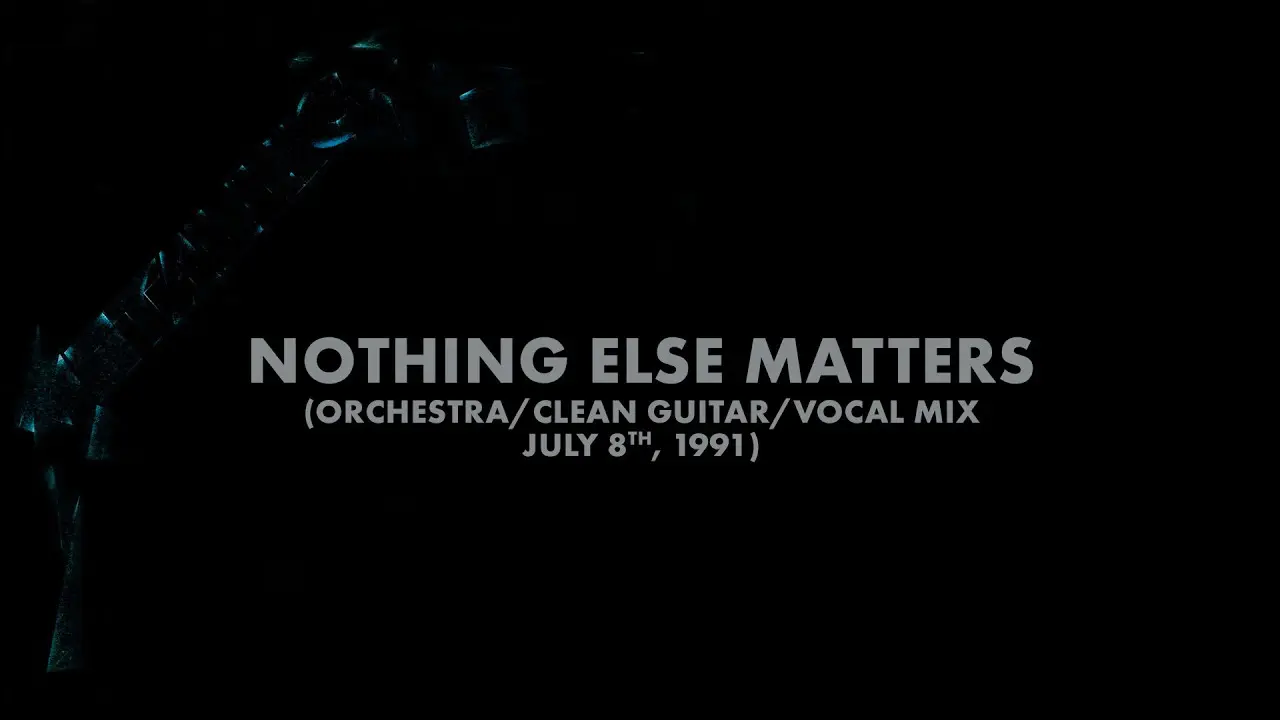 NOTHING ELSE MATTERS
(ORCHESTRA/CLEAN GUITAR/VOCAL MIX
JULY 8TH, 1991)